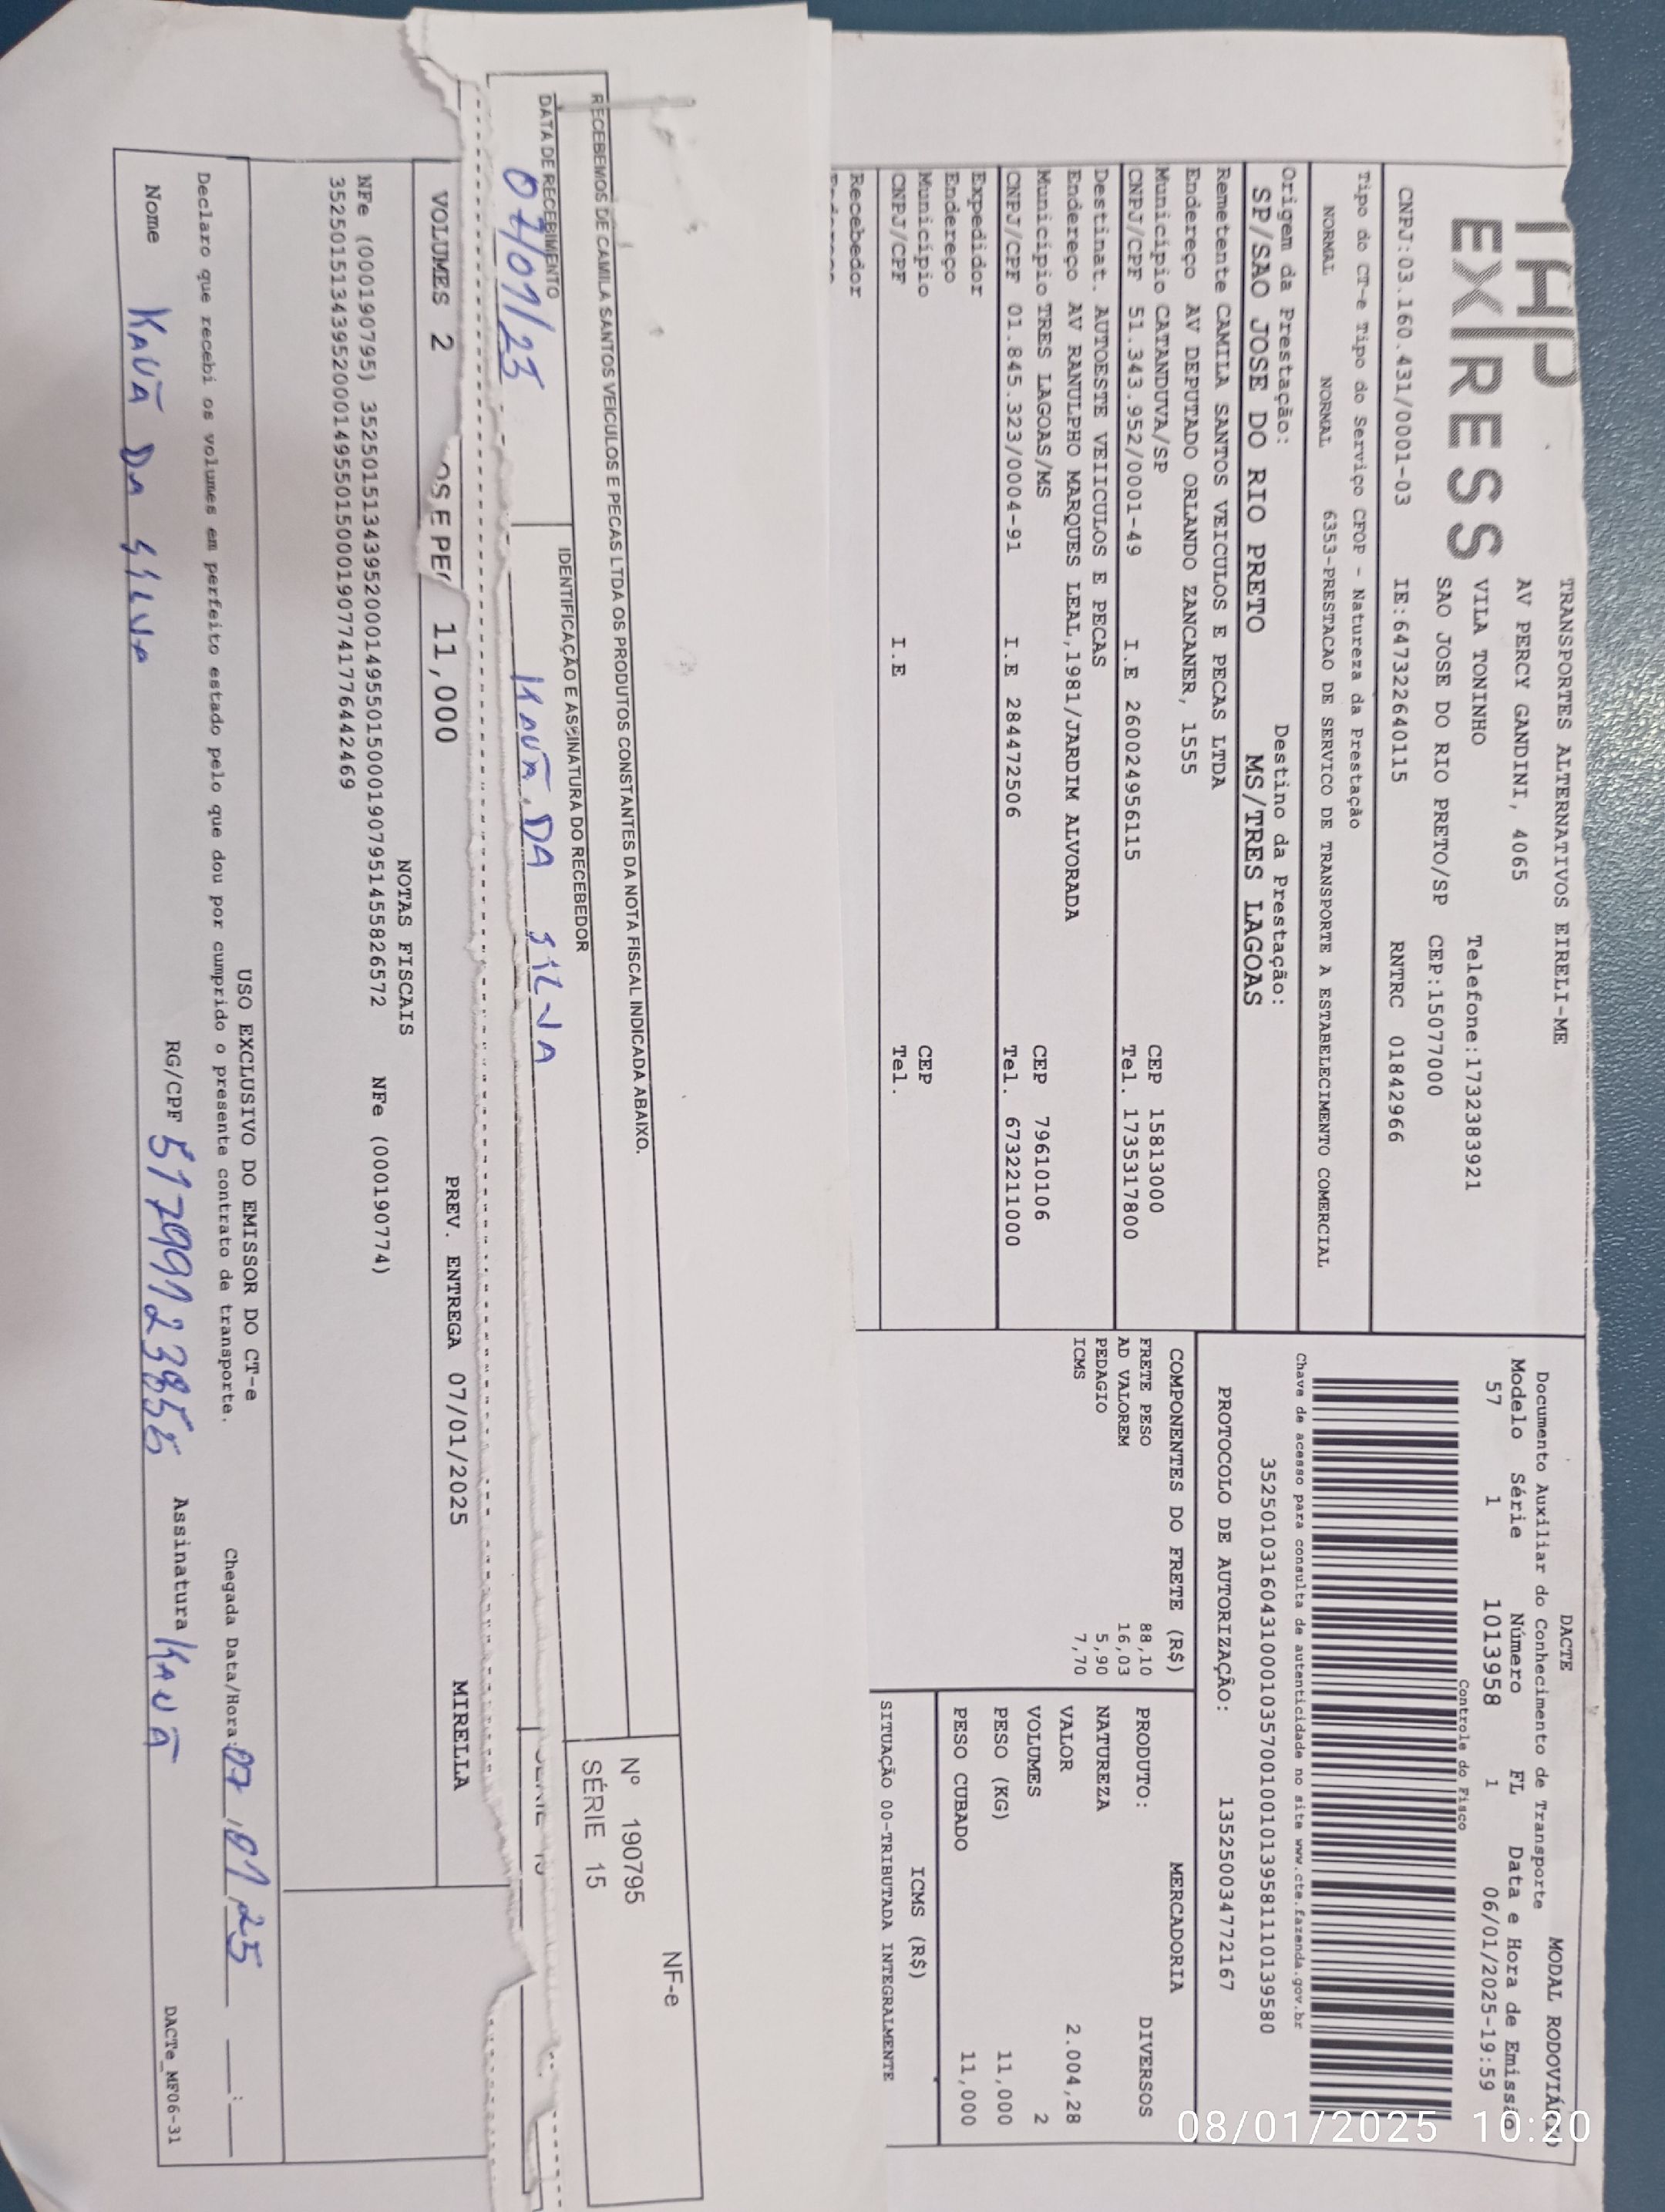 EXPRESS
TRANSPORTES ALTERNATIVOS EIRELI-ME
AV PERCY GANDINI, 4065
VILA TONINHO Telefone:1732383921
SAO JOSE DO RIO PRETO/SP CEP:15077000
CNPJ:03.160.431/0001-03 IE:647322640115 RNTRC 01842966
Tipo do CT-e Tipo do Serviço CFOP - Natureza da Prestação
NORMAL NORMAL 6353-PRESTACAO DE SERVICO DE TRANSPORTE A ESTABELECIMENTO COMERCIAL
Origem da Prestação: Destino da Prestação:
SP/SAO JOSE DO RIO PRETO MS/TRES LAGOAS
Remetente CAMILA SANTOS VEICULOS E PECAS LTDA
Endereço AV DEPUTADO ORLANDO ZANCANER, 1555
Município CATANDUVA/SP CEP 15813000
CNPJ/CPF 51.343.952/0001-49 I.E 260024956115 Tel. 1735317800
Destinat. AUTOESTE VEIICULOS E PECAS
Endereço AV RANULPHO MARQUES LEAL,1981/JARDIM ALVORADA
Município TRES LAGOAS/MS CEP 79610106
CNPJ/CPF 01.845.323/0004-91 I.E 284472506 Tel. 6732211000
Expedidor
Endereço
Município CEP
CNPJ/CPF I.E Tel.
Recebedor
DACTE MODAL RODOVIÁRIO
Documento Auxiliar do Conhecimento de Transporte
Modelo Série Número FL Data e Hora de Emissão
57 1 1013958 1 06/01/2025-19:59
Controle do Fisco
Chave de acesso para consulta de autenticidade no site www.cte.fazenda.gov.br
35250103160431000103570010010139581110139580
PROTOCOLO DE AUTORIZAÇÃO: 135250034772167
COMPONENTES DO FRETE (R$)
FRETE PESO 88,10
AD VALOREM 16,03
PEDAGIO 5,90
ICMS 7,70
MERCADORIA
PRODUTO: DIVERSOS
NATUREZA
VALOR 2.004,28
VOLUMES 2
PESO (KG) 11,000
PESO CUBADO 11,000
ICMS (R$)
SITUAÇÃO 00-TRIBUTADA INTEGRALMENTE
RECEBEMOS DE CAMILA SANTOS VEICULOS E PECAS LTDA OS PRODUTOS CONSTANTES DA NOTA FISCAL INDICADA ABAIXO.
NF-e
Nº 190795
SÉRIE 15
DATA DE RECEBIMENTO IDENTIFICAÇÃO E ASSINATURA DO RECEBEDOR
07/01/25 KAUÃ DA SILVA
SÉRIE 15
VOLUMES 2 OS E PEÇ 11,000 PREV. ENTREGA 07/01/2025 MIRELLA
NOTAS FISCAIS
NFe (000190795) 35250151343952000149550150001907951455826572 NFe (000190774)
35250151343952000149550150001907741776442469
USO EXCLUSIVO DO EMISSOR DO CT-e
Declaro que recebi os volumes em perfeito estado pelo que dou por cumprido o presente contrato de transporte. Chegada Data/Hora: 07/01/25 __:__
Nome KAUÃ DA SILVA RG/CPF Assinatura KAUÃ
DACTe_MF06-31
08/01/2025 10:20